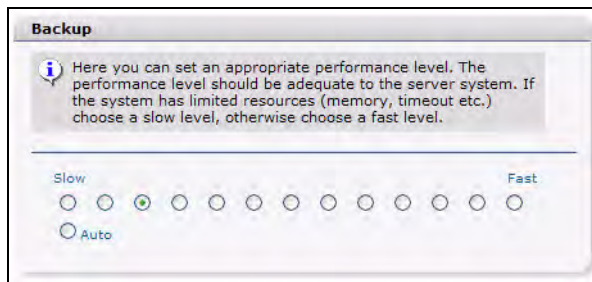 Backup
Here you can set an appropriate performance level. The
performance level should be adequate to the server system. If
the system has limited resources (memory, timeout etc.)
choose a slow level, otherwise choose a fast level.
Slow Fast
Auto